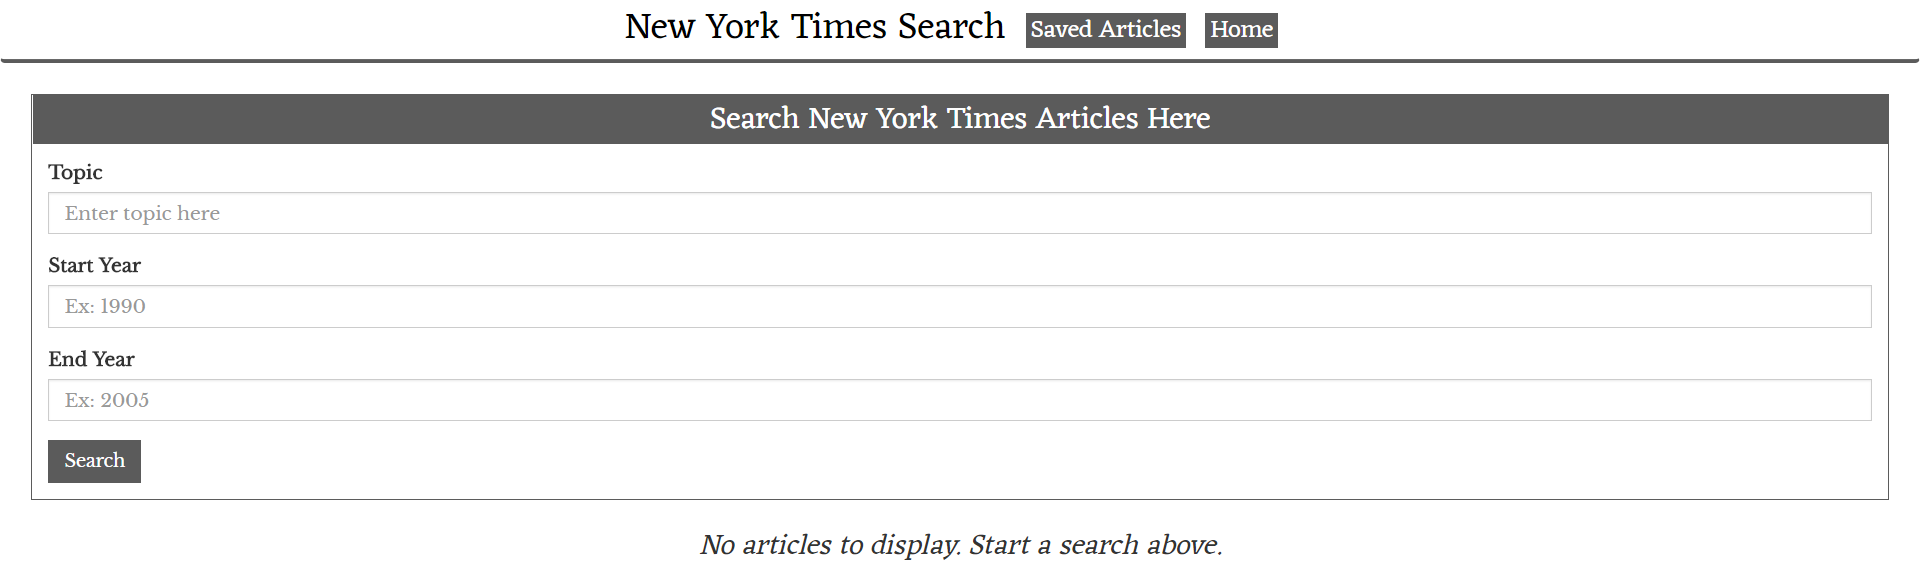 New York Times Search Saved Articles Home
Search New York Times Articles Here
Topic
Enter topic here
Start Year
Ex: 1990
End Year
Ex: 2005
Search
No articles to display. Start a search above.